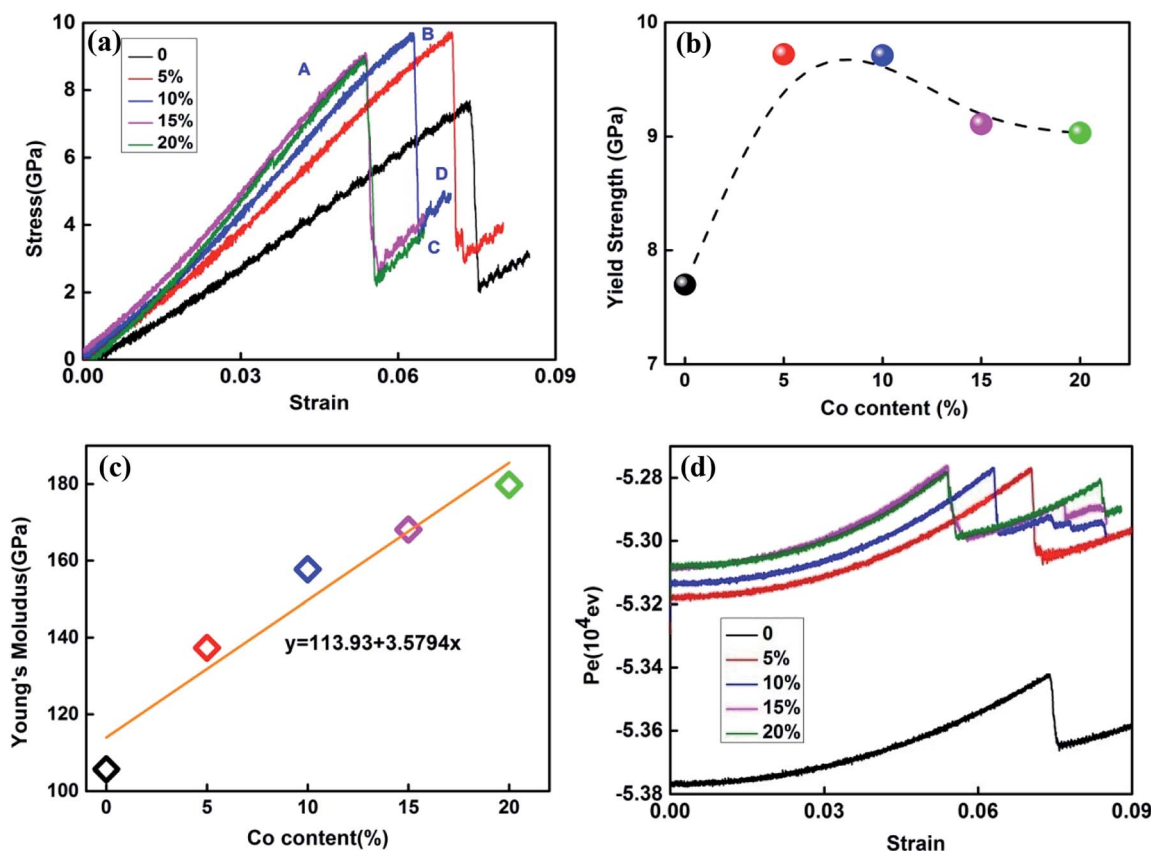 (a)
Stress(GPa)
10
8
6
4
2
0
0
5%
10%
15%
20%
A
B
D
C
0.00
0.03
0.06
0.09
Strain
(b)
Yield Strength (GPa)
10
9
8
7
0
5
10
15
20
Co content (%)
(c)
Young's Moludus(GPa)
180
160
140
120
100
y=113.93+3.5794x
0
5
10
15
20
Co content(%)
(d)
Pe(10⁴ev)
-5.28
-5.30
-5.32
-5.34
-5.36
-5.38
0
5%
10%
15%
20%
0.00
0.03
0.06
0.09
Strain